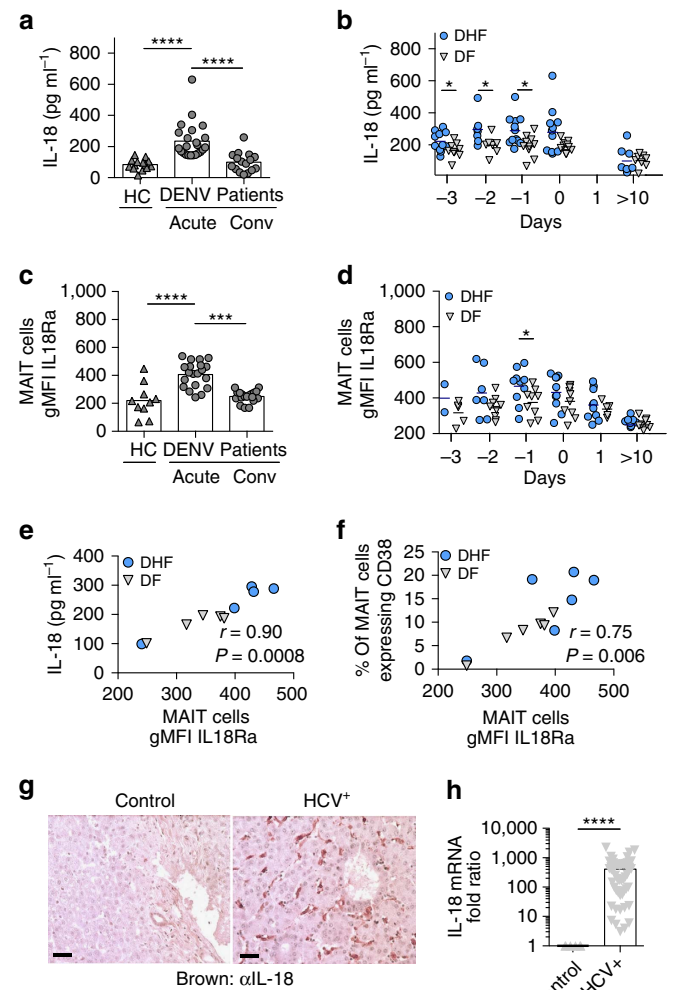 a
IL-18 (pg ml⁻¹)
800
600
400
200
0
****
****
HC DENV Patients
Acute Conv
b
IL-18 (pg ml⁻¹)
800
600
400
200
DHF
DF
* * *
−3 −2 −1 0 1 >10
Days
c
MAIT cells
gMFI IL18Ra
1,000
800
600
400
200
0
****
***
HC DENV Patients
Acute Conv
d
MAIT cells
gMFI IL18Ra
1,000
800
600
400
200
DHF
DF
*
−3 −2 −1 0 1 >10
Days
e
IL-18 (pg ml⁻¹)
400
300
200
100
0
DHF
DF
r = 0.90
P = 0.0008
200 300 400 500
MAIT cells
gMFI IL18Ra
f
% Of MAIT cells
expressing CD38
25
20
15
10
5
0
DHF
DF
r = 0.75
P = 0.006
200 300 400 500
MAIT cells
gMFI IL18Ra
g
Control HCV⁺
Brown: αIL-18
h
IL-18 mRNA
fold ratio
10,000
1,000
100
10
1
****
ntrol
HCV+